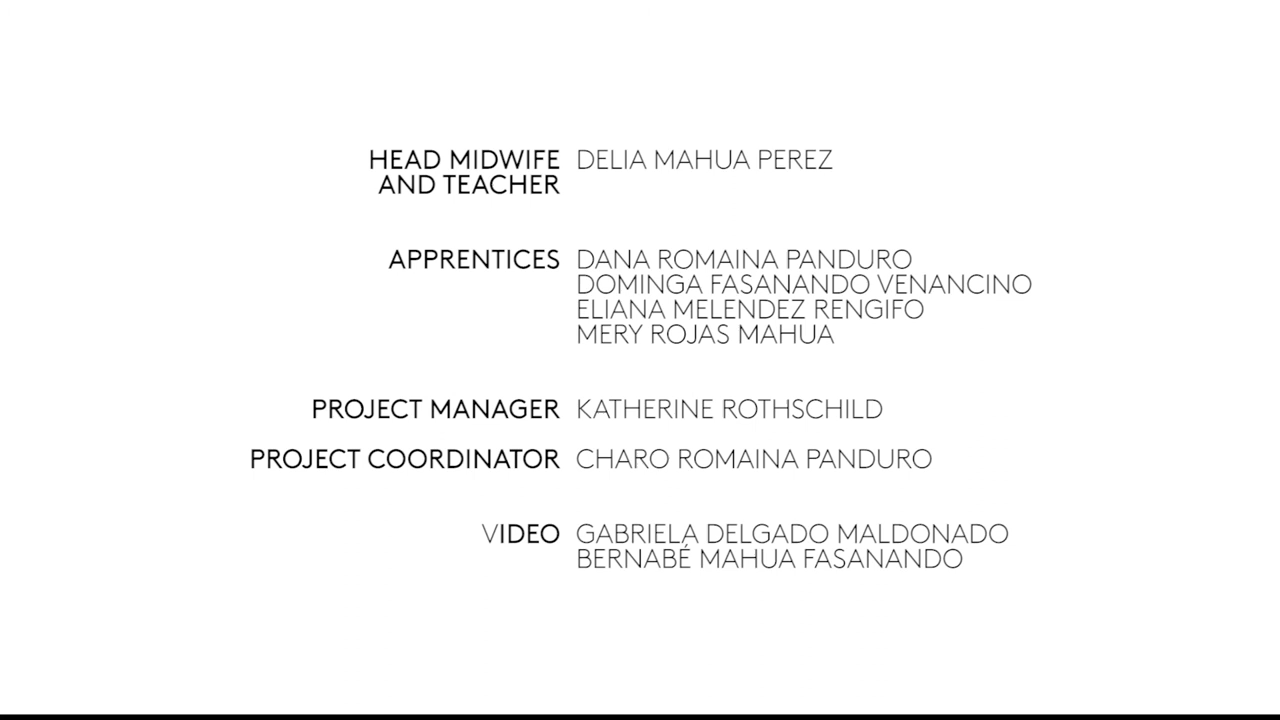 HEAD MIDWIFE DELIA MAHUA PEREZ
AND TEACHER
APPRENTICES DANA ROMAINA PANDURO
DOMINGA FASANANDO VENANCINO
ELIANA MELENDEZ RENGIFO
MERY ROJAS MAHUA
PROJECT MANAGER KATHERINE ROTHSCHILD
PROJECT COORDINATOR CHARO ROMAINA PANDURO
VIDEO GABRIELA DELGADO MALDONADO
BERNABÉ MAHUA FASANANDO